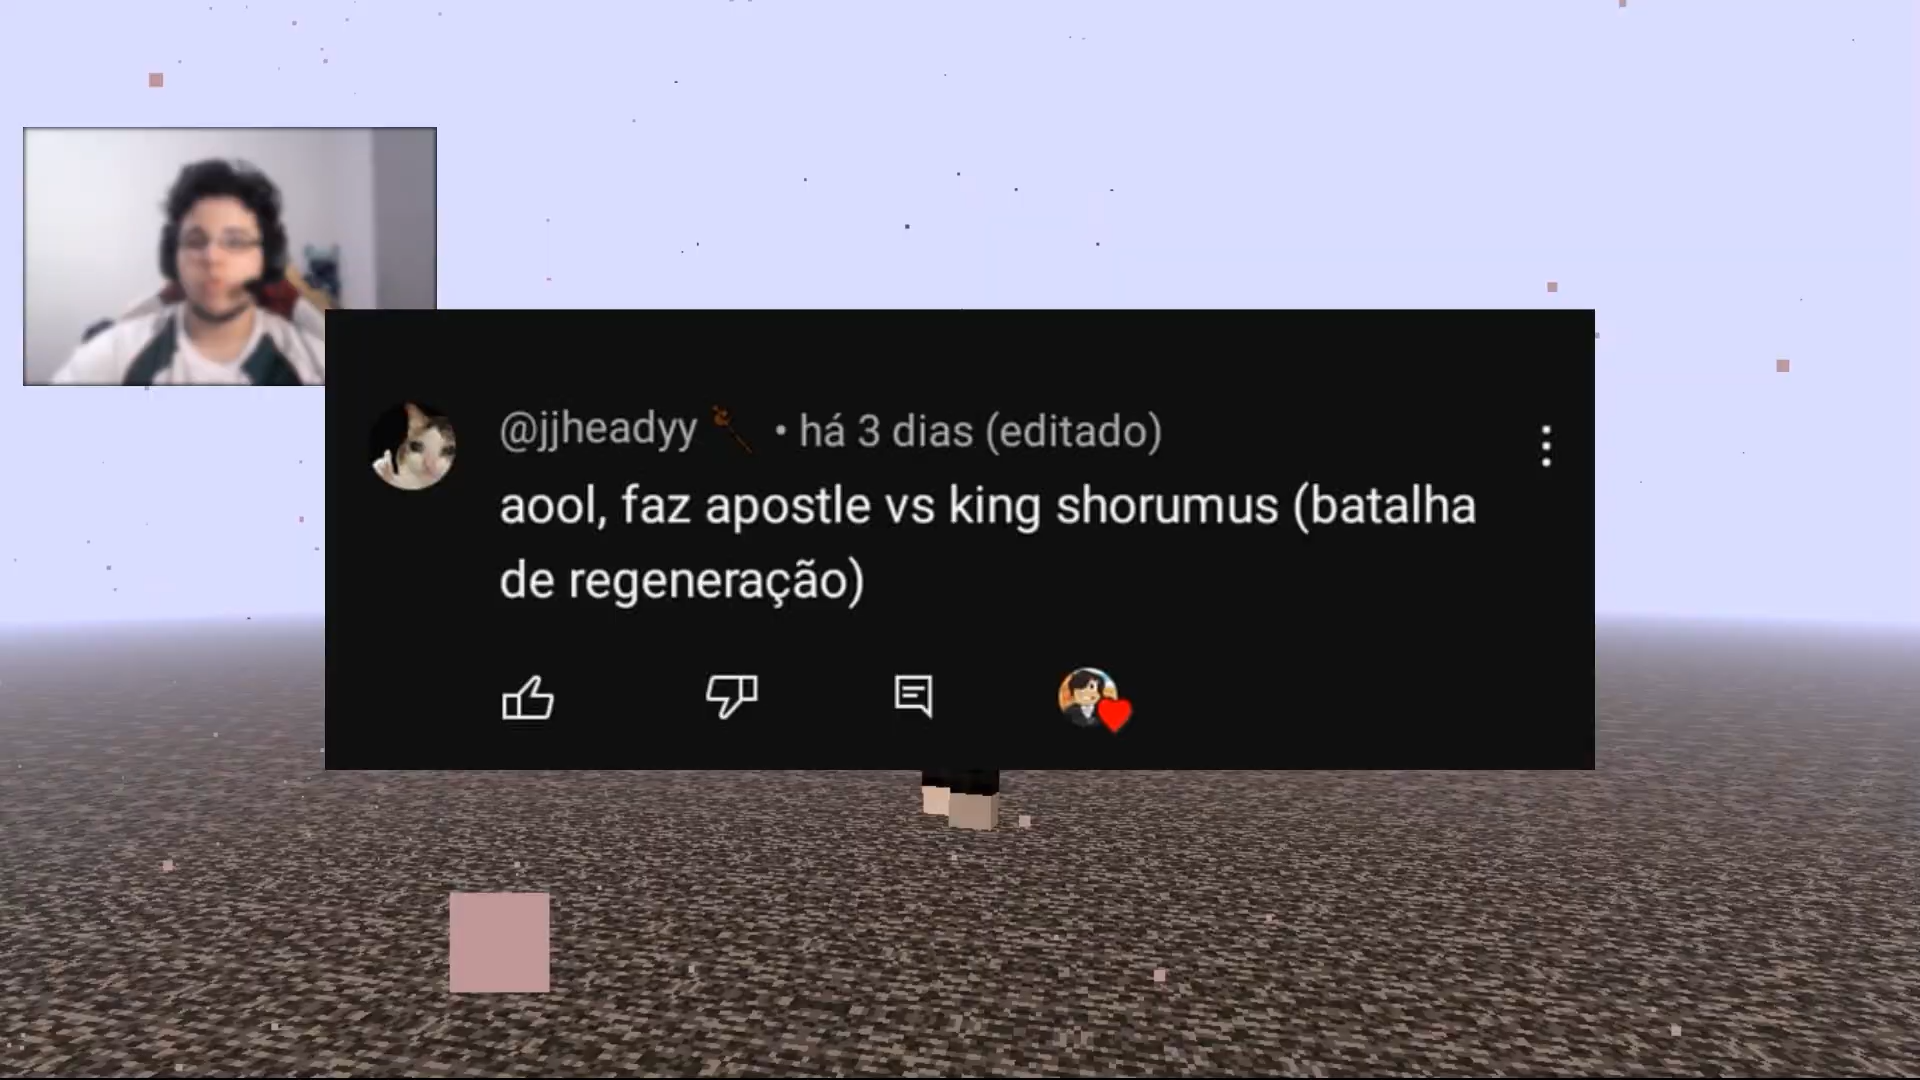 @jjheadyy • há 3 dias (editado)
aool, faz apostle vs king shorumus (batalha
de regeneração)